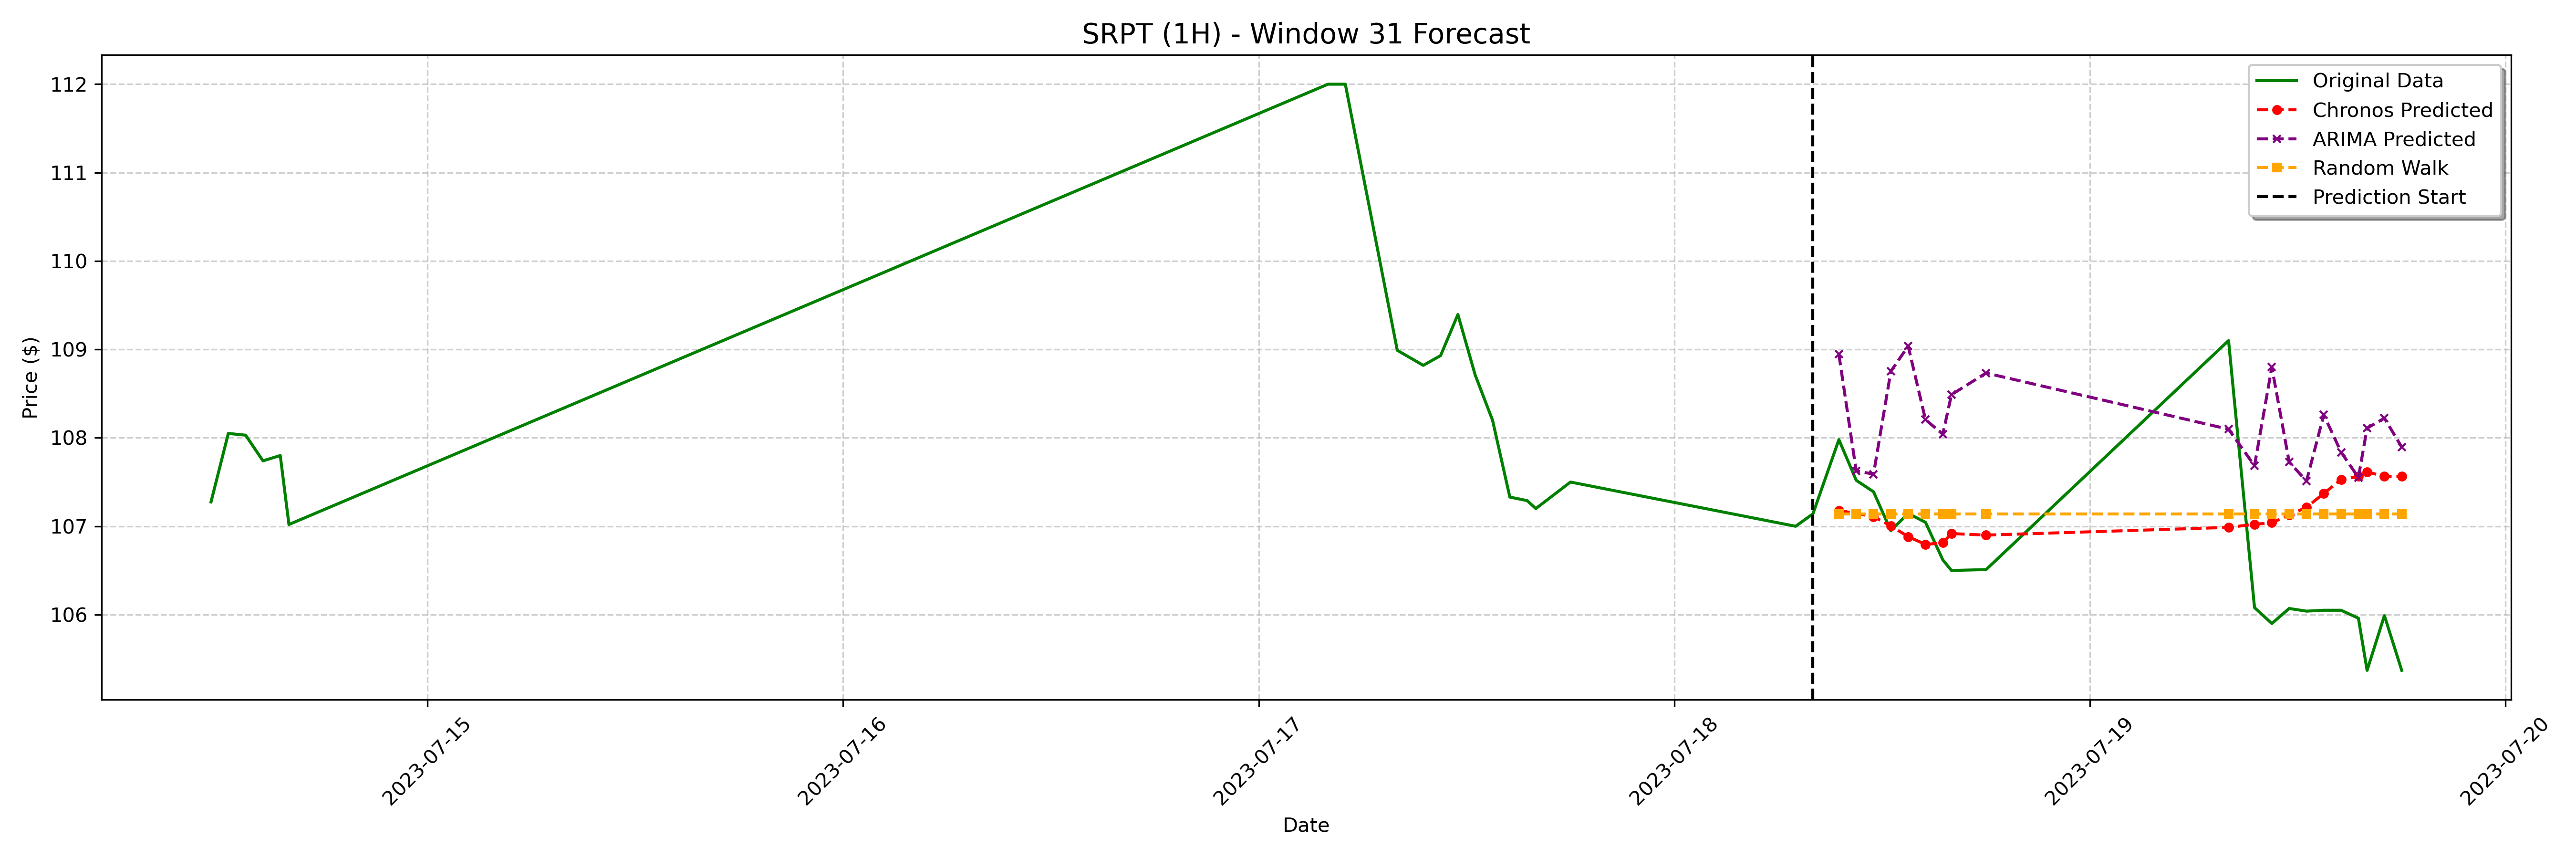 SRPT (1H) - Window 31 Forecast
112
111
110
109
108
107
106
Price ($)
Original Data
Chronos Predicted
ARIMA Predicted
Random Walk
Prediction Start
2023-07-15
2023-07-16
2023-07-17
2023-07-18
2023-07-19
2023-07-20
Date